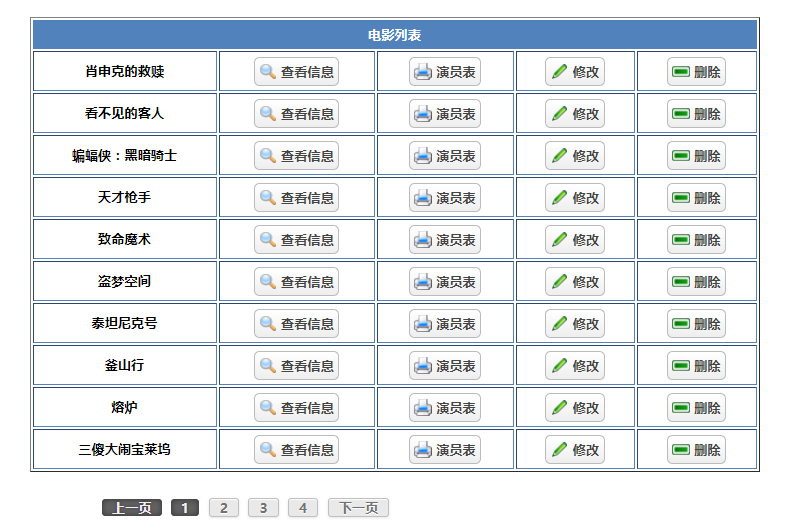 电影列表
肖申克的救赎 查看信息 演员表 修改 删除
看不见的客人 查看信息 演员表 修改 删除
蝙蝠侠：黑暗骑士 查看信息 演员表 修改 删除
天才枪手 查看信息 演员表 修改 删除
致命魔术 查看信息 演员表 修改 删除
盗梦空间 查看信息 演员表 修改 删除
泰坦尼克号 查看信息 演员表 修改 删除
釜山行 查看信息 演员表 修改 删除
熔炉 查看信息 演员表 修改 删除
三傻大闹宝莱坞 查看信息 演员表 修改 删除
上一页 1 2 3 4 下一页